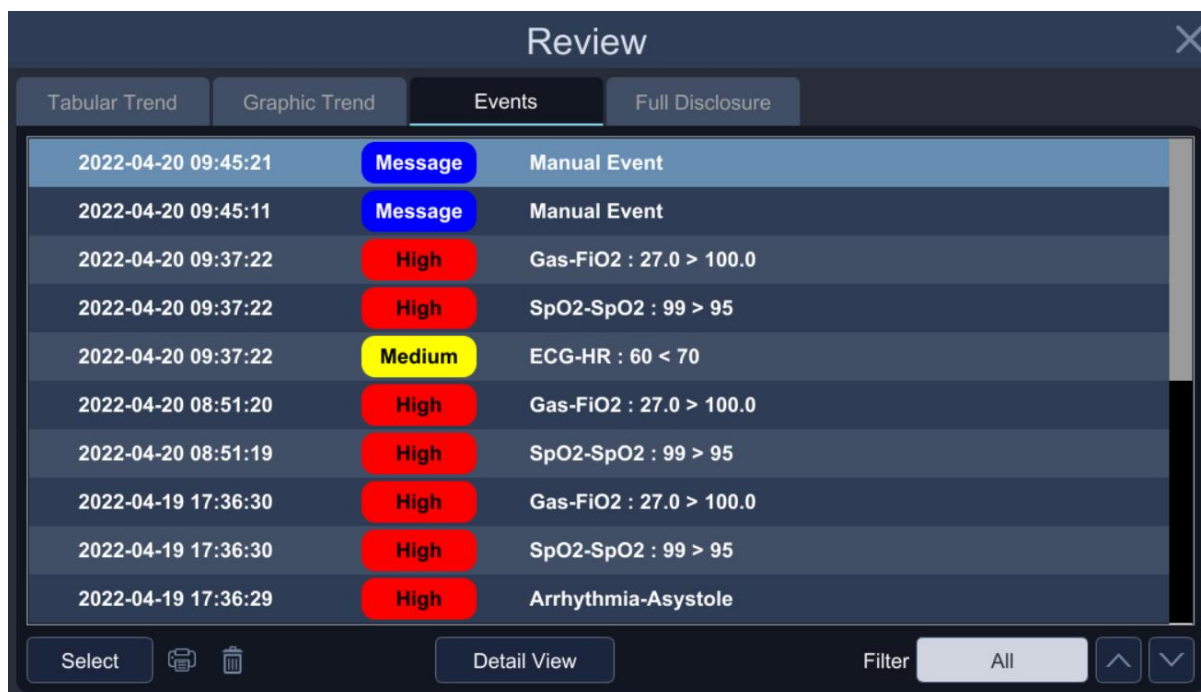 Review
Tabular Trend Graphic Trend Events Full Disclosure
2022-04-20 09:45:21 Message Manual Event
2022-04-20 09:45:11 Message Manual Event
2022-04-20 09:37:22 High Gas-FiO2 : 27.0 > 100.0
2022-04-20 09:37:22 High SpO2-SpO2 : 99 > 95
2022-04-20 09:37:22 Medium ECG-HR : 60 < 70
2022-04-20 08:51:20 High Gas-FiO2 : 27.0 > 100.0
2022-04-20 08:51:19 High SpO2-SpO2 : 99 > 95
2022-04-19 17:36:30 High Gas-FiO2 : 27.0 > 100.0
2022-04-19 17:36:30 High SpO2-SpO2 : 99 > 95
2022-04-19 17:36:29 High Arrhythmia-Asystole
Select Detail View Filter All